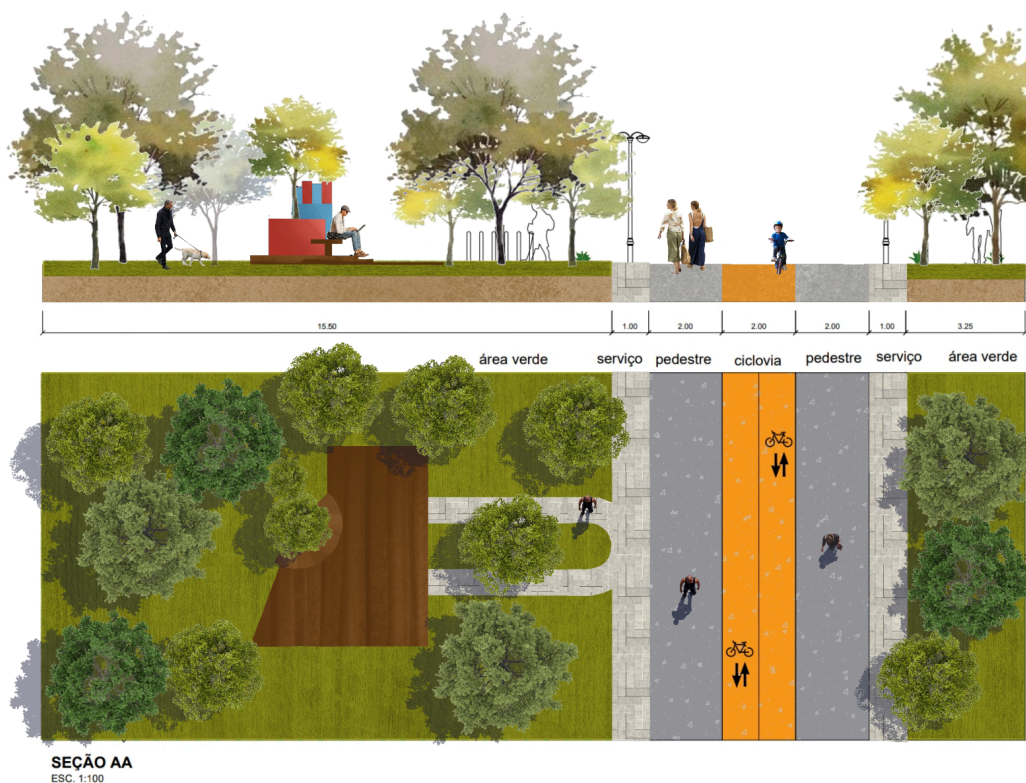 15.50 1.00 2.00 2.00 2.00 1.00 3.25
área verde serviço pedestre ciclovia pedestre serviço área verde
SEÇÃO AA
ESC. 1:100